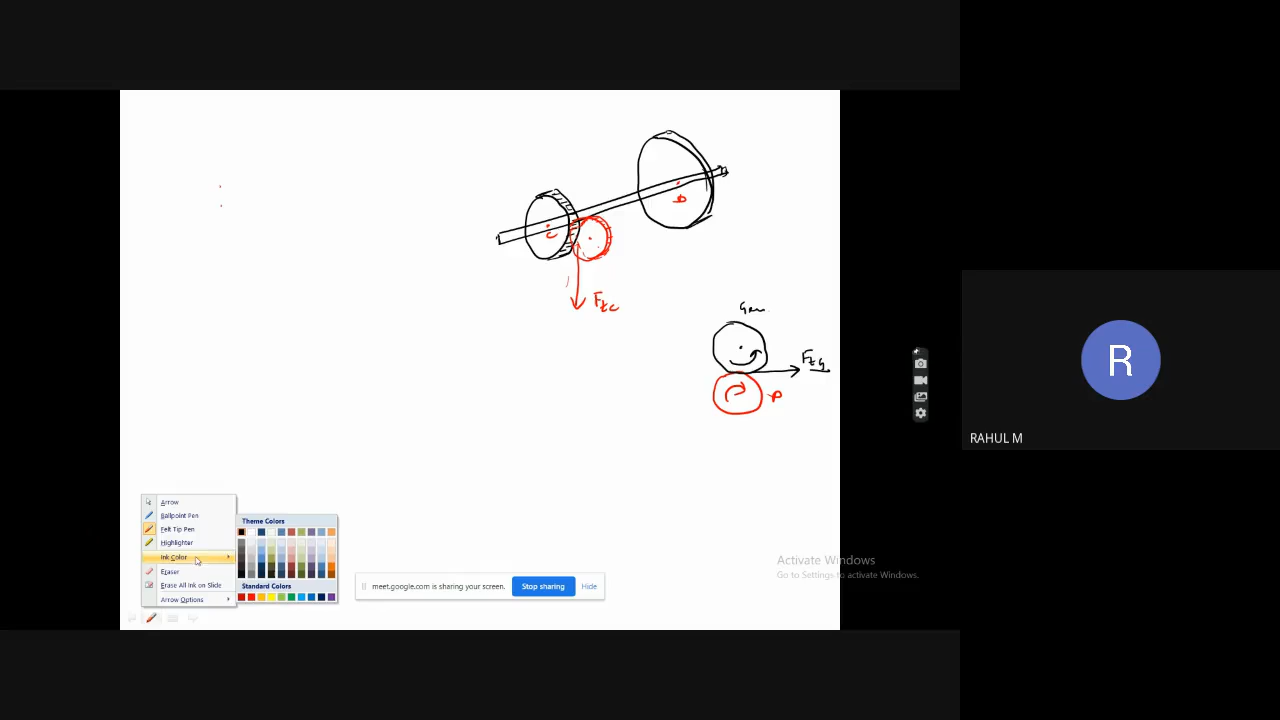 D
C
FtC
FtG
P
R
RAHUL M
Arrow
Ballpoint Pen
Felt Tip Pen
Highlighter
Ink Color
Eraser
Erase All Ink on Slide
Arrow Options
Theme Colors
Standard Colors
meet.google.com is sharing your screen.
Stop sharing
Hide
Activate Windows
Go to Settings to activate Windows.